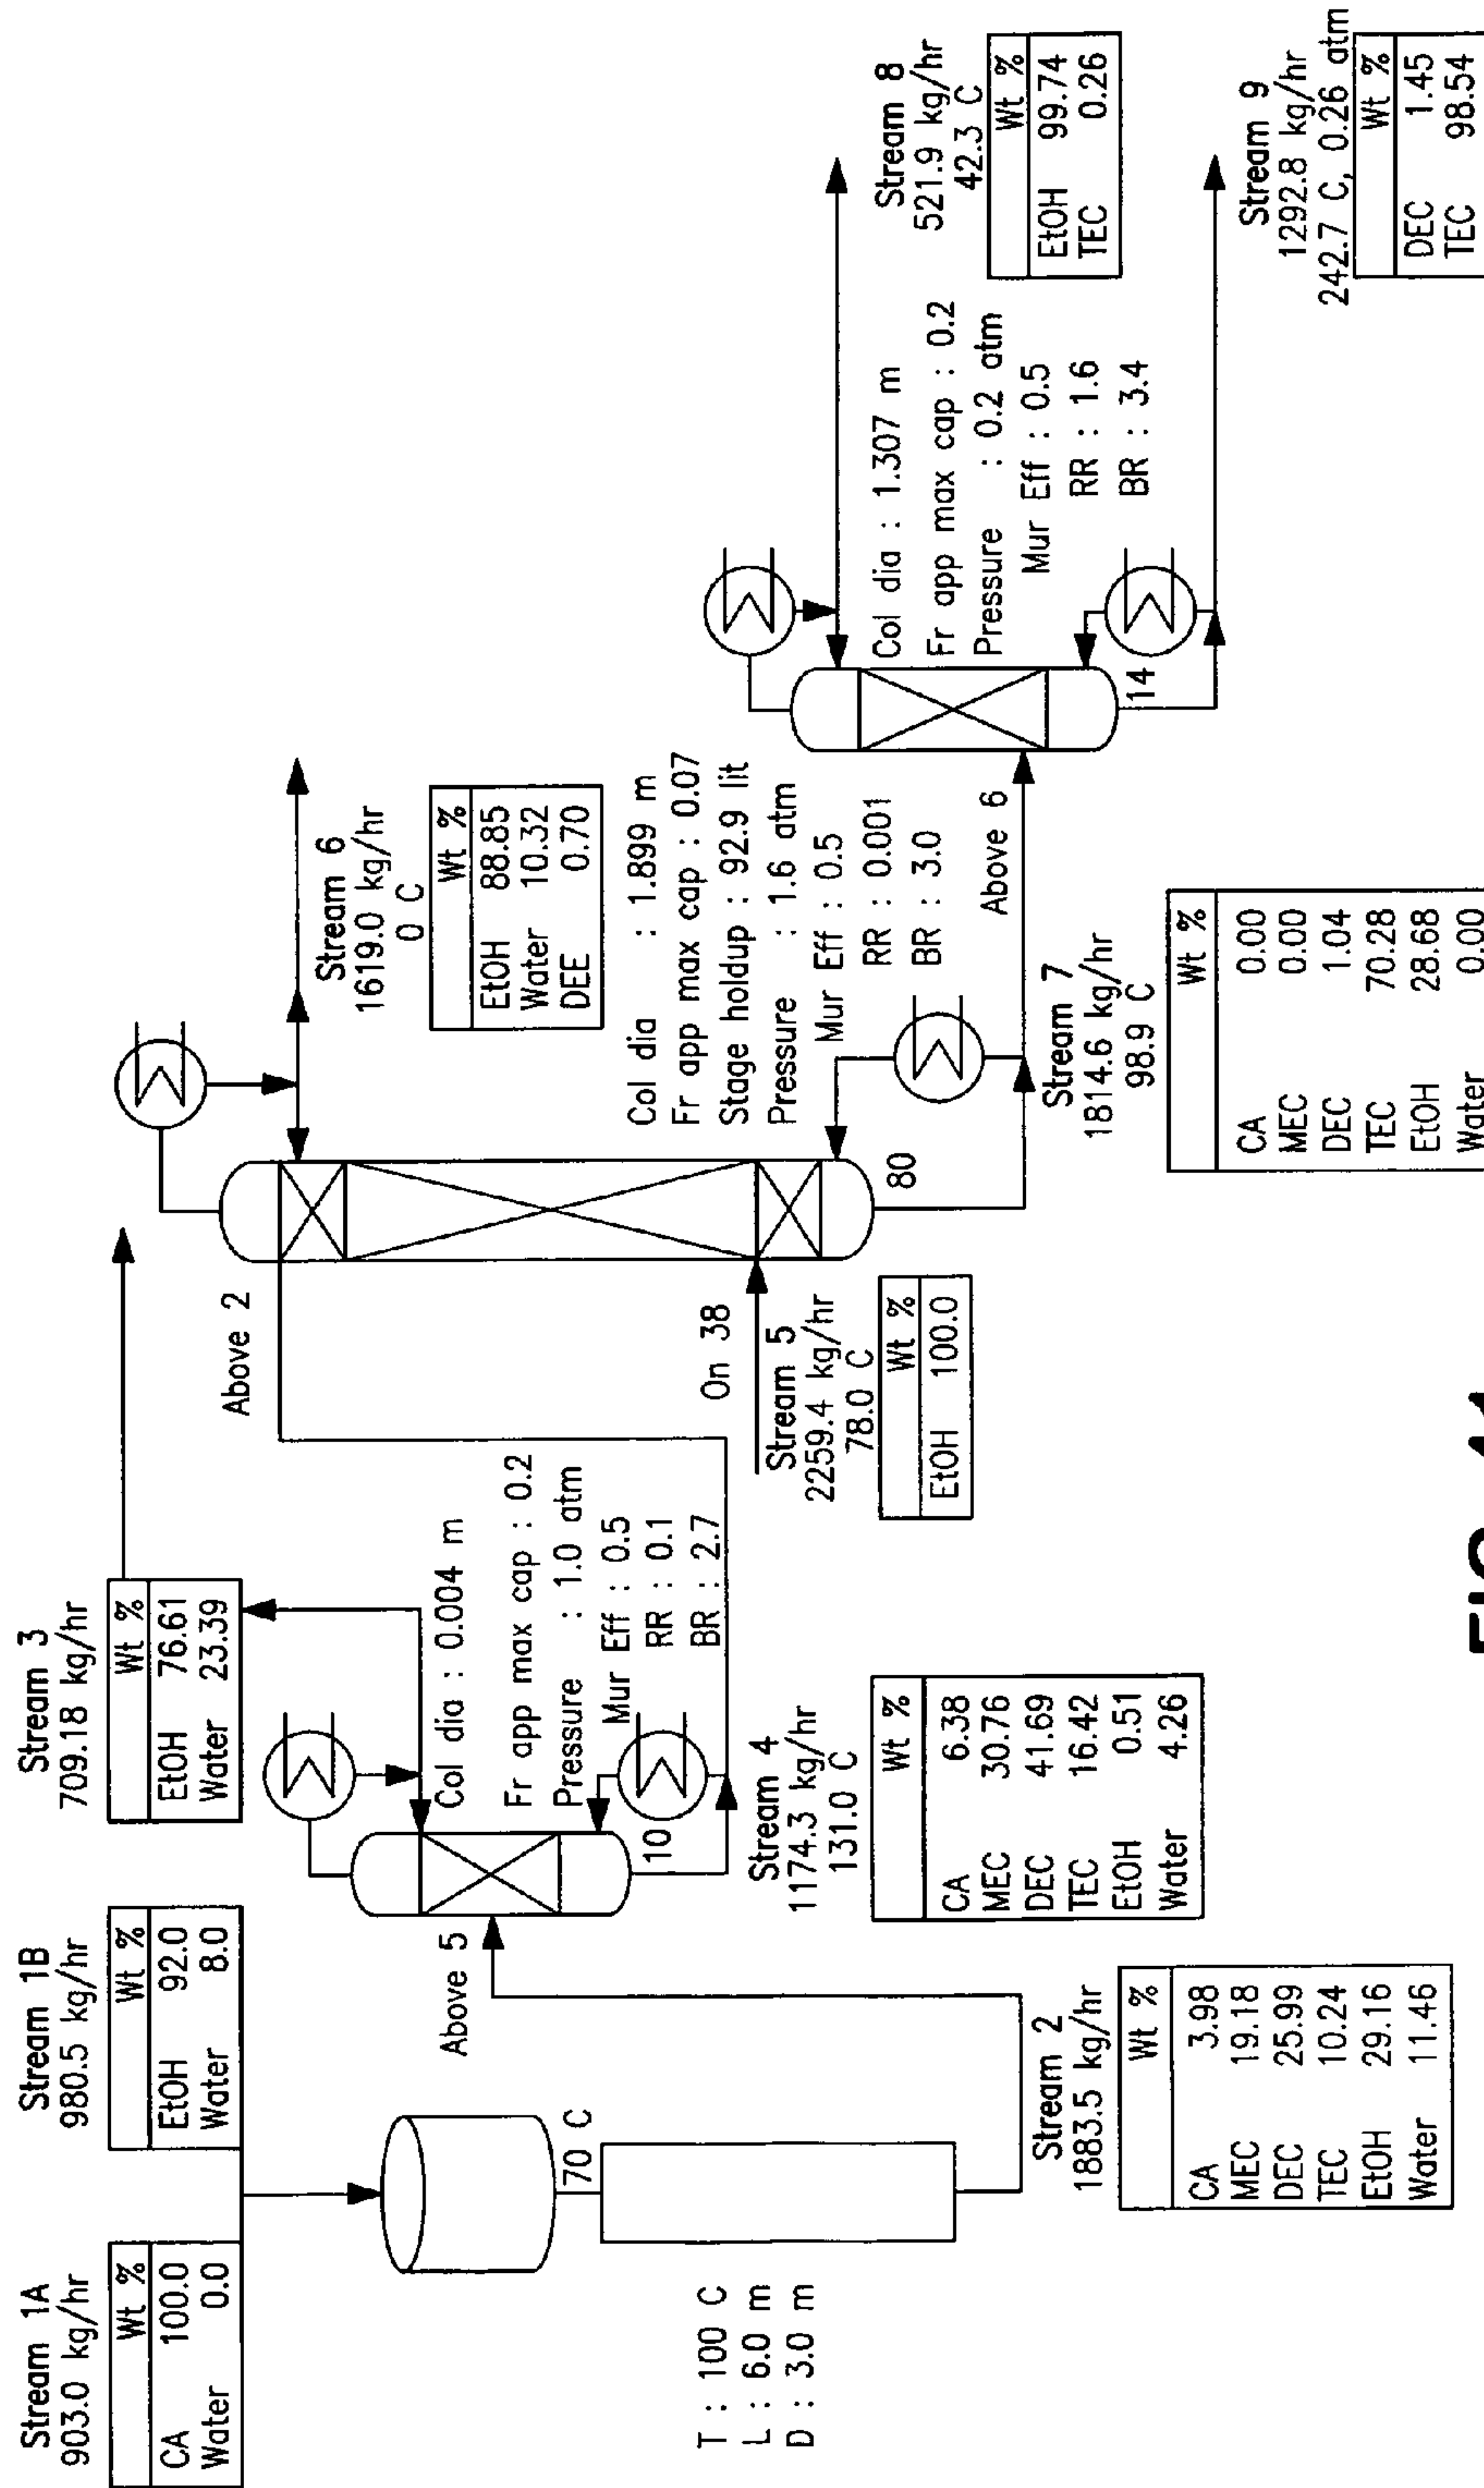 Stream 1A
903.0 kg/hr
Wt %
CA 100.0
Water 0.0
Stream 1B
980.5 kg/hr
Wt %
EtOH 92.0
Water 8.0
70 C
T : 100 C
L : 6.0 m
D : 3.0 m
Stream 2
1883.5 kg/hr
Wt %
CA 3.98
MEC 19.18
DEC 25.99
TEC 10.24
EtOH 29.16
Water 11.46
Above 5
Stream 3
709.18 kg/hr
Wt %
EtOH 76.61
Water 23.39
Col dia : 0.004 m
Fr app max cap : 0.2
Pressure : 1.0 atm
Mur Eff : 0.5
RR : 0.1
BR : 2.7
10
Stream 4
1174.3 kg/hr
131.0 C
Wt %
CA 6.38
MEC 30.76
DEC 41.69
TEC 16.42
EtOH 0.51
Water 4.26
Above 2
On 38
Stream 5
2259.4 kg/hr
78.0 C
Wt %
EtOH 100.0
Stream 6
1619.0 kg/hr
0 C
Wt %
EtOH 88.85
Water 10.32
DEE 0.70
Col dia : 1.899 m
Fr app max cap : 0.07
Stage holdup : 92.9 lit
Pressure : 1.6 atm
Mur Eff : 0.5
RR : 0.001
BR : 3.0
80
Stream 7
1814.6 kg/hr
98.9 C
Wt %
CA 0.00
MEC 0.00
DEC 1.04
TEC 70.28
EtOH 28.68
Water 0.00
Above 6
Col dia : 1.307 m
Fr app max cap : 0.2
Pressure : 0.2 atm
Mur Eff : 0.5
RR : 1.6
BR : 3.4
14
Stream 8
521.9 kg/hr
42.3 C
Wt %
EtOH 99.74
TEC 0.26
Stream 9
1292.8 kg/hr
242.7 C, 0.26 atm
Wt %
DEC 1.45
TEC 98.54